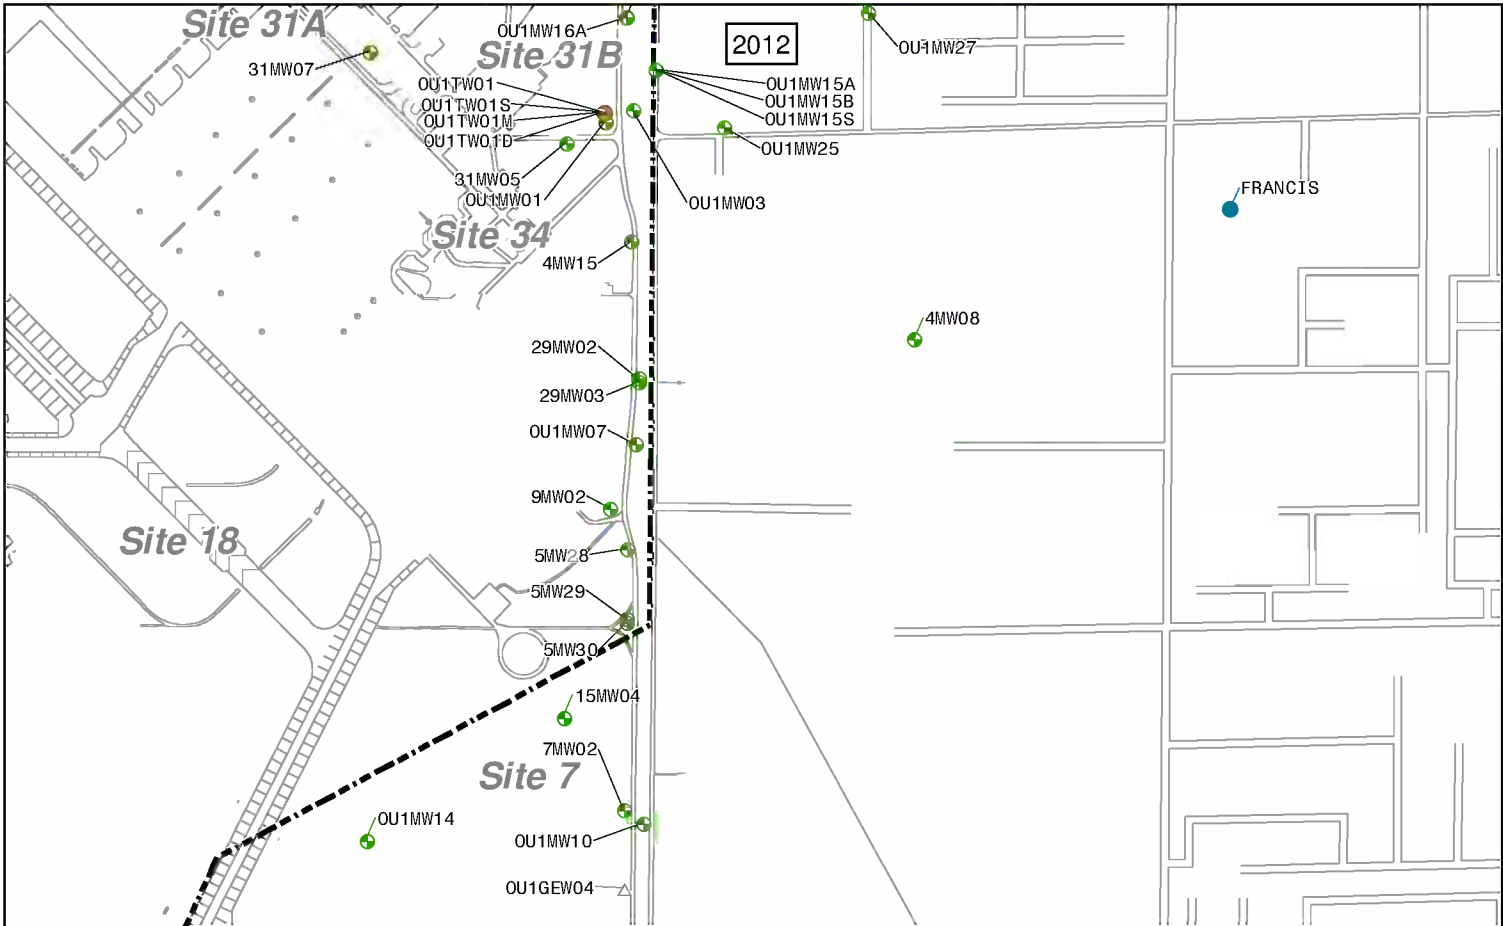 Site 31A
OU1MW16A
2012
OU1MW27
Site 31B
31MW07
OU1TW01
OU1MW15A
OU1TW01S
OU1MW15B
OU1TW01M
OU1MW15S
OU1TW01D
OU1MW25
31MW05
FRANCIS
OU1MW01
OU1MW03
Site 34
4MW15
4MW08
29MW02
29MW03
OU1MW07
9MW02
Site 18
5MW28
5MW29
5MW30
15MW04
7MW02
Site 7
OU1MW14
OU1MW10
OU1GEW04